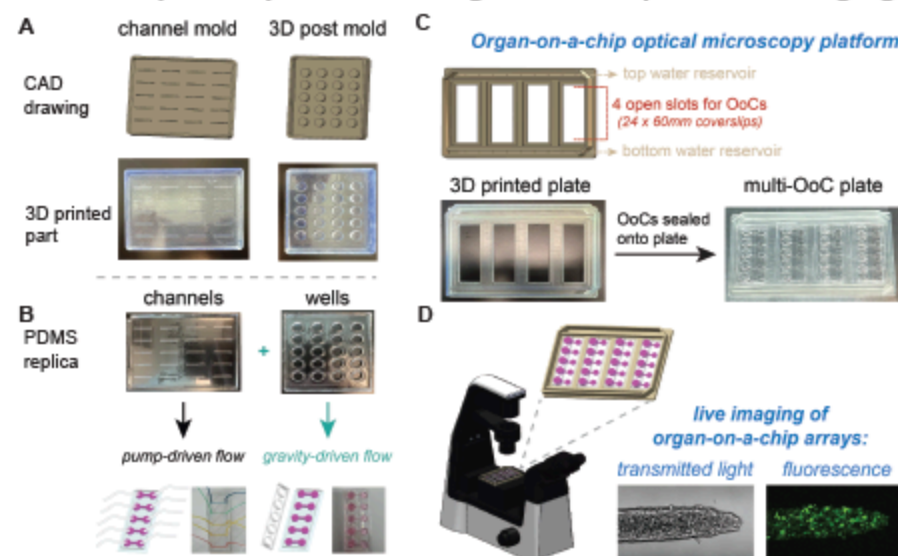 A
channel mold
3D post mold
CAD
drawing
3D printed
part
B
channels
wells
PDMS
replica
+
pump-driven flow
gravity-driven flow
C
Organ-on-a-chip optical microscopy platform
top water reservoir
4 open slots for OoCs
(24 x 60mm coverslips)
bottom water reservoir
3D printed plate
multi-OoC plate
OoCs sealed
onto plate
D
live imaging of
organ-on-a-chip arrays:
transmitted light
fluorescence